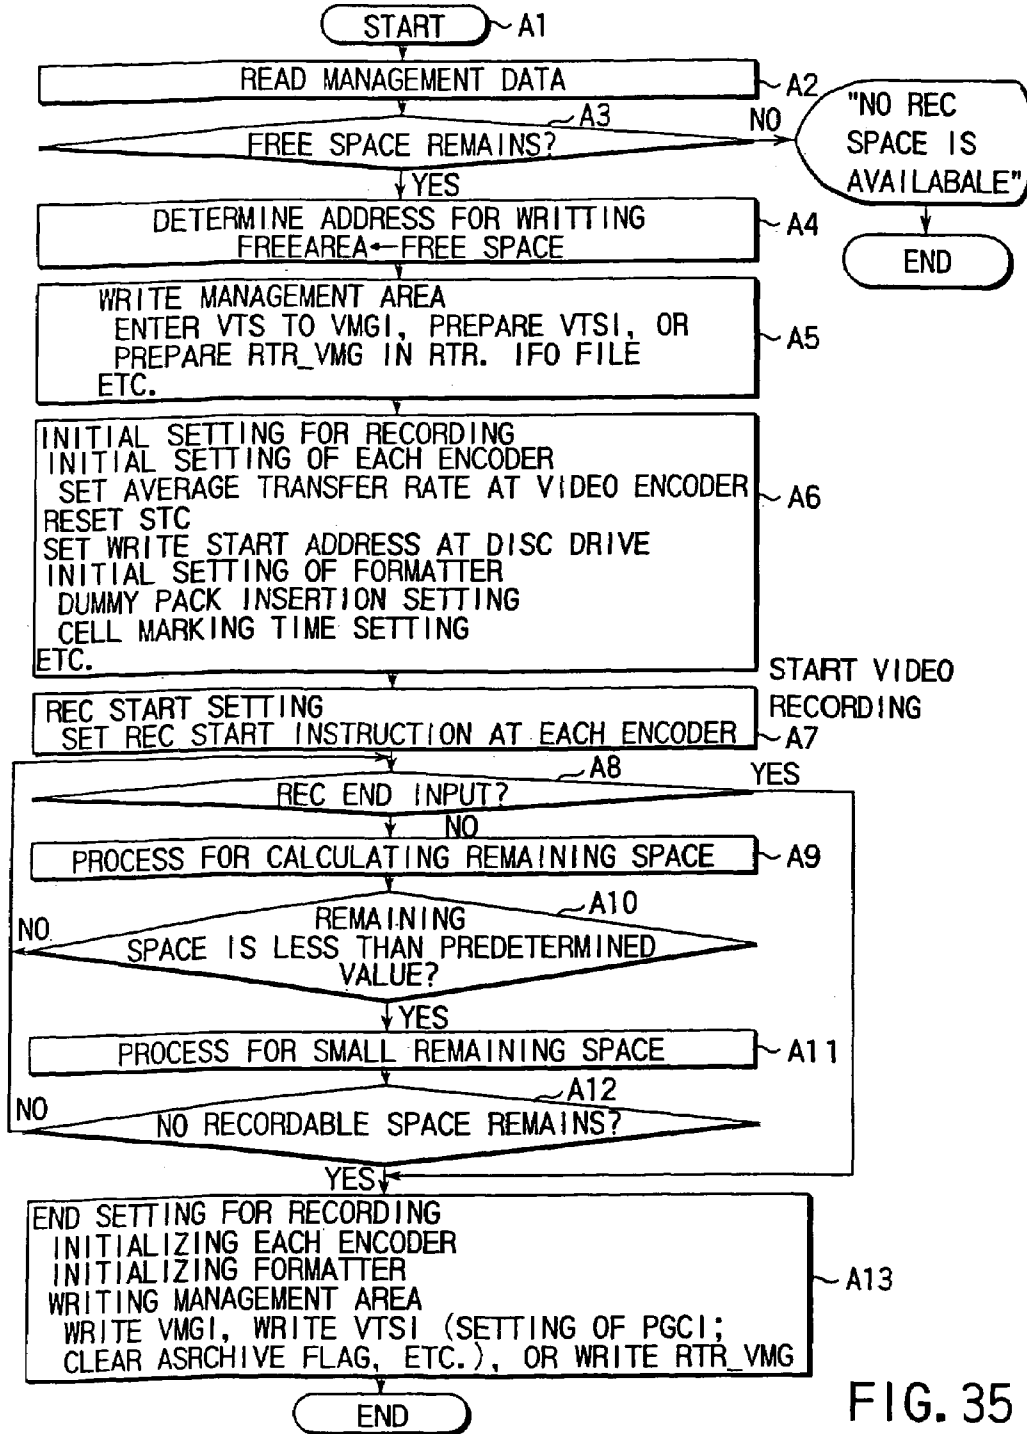 START
A1
READ MANAGEMENT DATA
A2
A3
FREE SPACE REMAINS?
NO
"NO REC
SPACE IS
AVAILABALE"
END
YES
DETERMINE ADDRESS FOR WRITTING
FREEAREA←FREE SPACE
A4
WRITE MANAGEMENT AREA
ENTER VTS TO VMGI, PREPARE VTSI, OR
PREPARE RTR_VMG IN RTR. IFO FILE
ETC.
A5
INITIAL SETTING FOR RECORDING
INITIAL SETTING OF EACH ENCODER
SET AVERAGE TRANSFER RATE AT VIDEO ENCODER
RESET STC
SET WRITE START ADDRESS AT DISC DRIVE
INITIAL SETTING OF FORMATTER
DUMMY PACK INSERTION SETTING
CELL MARKING TIME SETTING
ETC.
A6
START VIDEO
RECORDING
REC START SETTING
SET REC START INSTRUCTION AT EACH ENCODER
A7
A8
REC END INPUT?
YES
NO
PROCESS FOR CALCULATING REMAINING SPACE
A9
A10
REMAINING
SPACE IS LESS THAN PREDETERMINED
VALUE?
NO
YES
PROCESS FOR SMALL REMAINING SPACE
A11
A12
NO RECORDABLE SPACE REMAINS?
NO
YES
END SETTING FOR RECORDING
INITIALIZING EACH ENCODER
INITIALIZING FORMATTER
WRITING MANAGEMENT AREA
WRITE VMGI, WRITE VTSI (SETTING OF PGCI;
CLEAR ASRCHIVE FLAG, ETC.), OR WRITE RTR_VMG
A13
END
FIG. 35